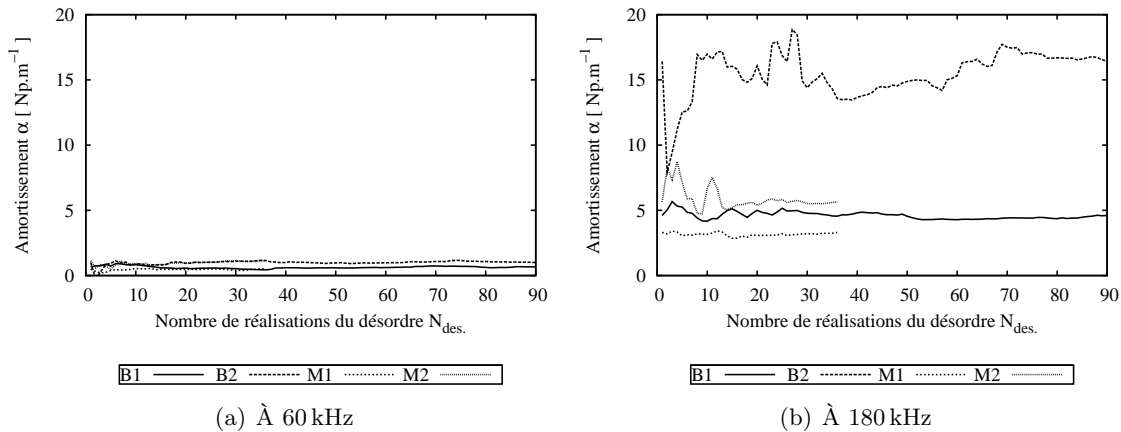 20
15
10
5
0
Amortissement α [ Np.m⁻¹ ]
0 10 20 30 40 50 60 70 80 90
Nombre de réalisations du désordre N_des.
B1 B2 M1 M2
(a) À 60 kHz
20
15
10
5
0
Amortissement α [ Np.m⁻¹ ]
0 10 20 30 40 50 60 70 80 90
Nombre de réalisations du désordre N_des.
B1 B2 M1 M2
(b) À 180 kHz